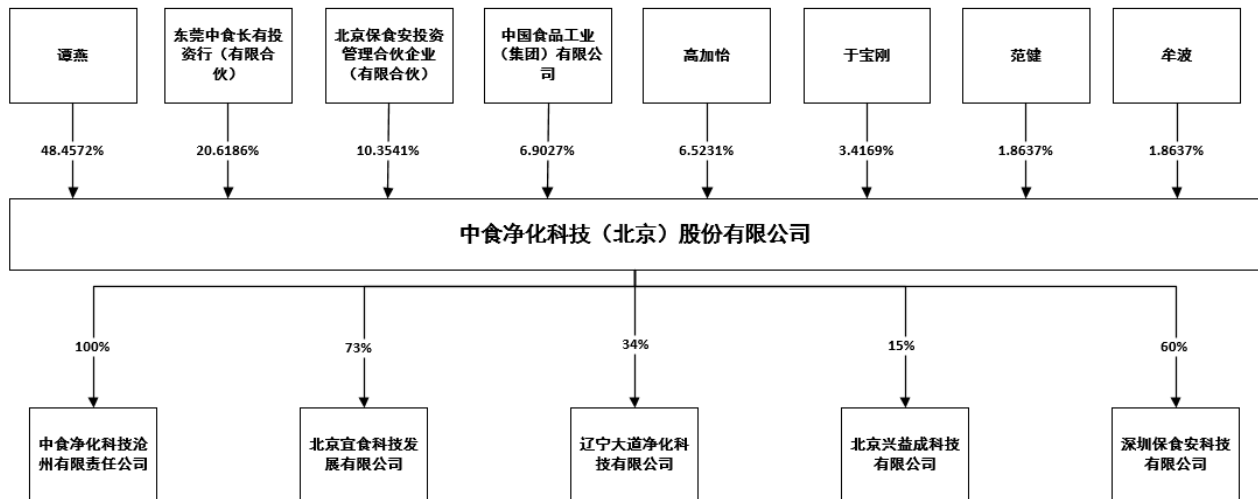 谭燕
东莞中食长有投
资行（有限合
伙）
北京保食安投资
管理合伙企业
（有限合伙）
中国食品工业
（集团）有限公
司
高加怡
于宝刚
范健
牟波
48.4572%
20.6186%
10.3541%
6.9027%
6.5231%
3.4169%
1.8637%
1.8637%
中食净化科技（北京）股份有限公司
100%
73%
34%
15%
60%
中食净化科技沧
州有限责任公司
北京宜食科技发
展有限公司
辽宁大道净化科
技有限公司
北京兴益成科技
有限公司
深圳保食安科技
有限公司